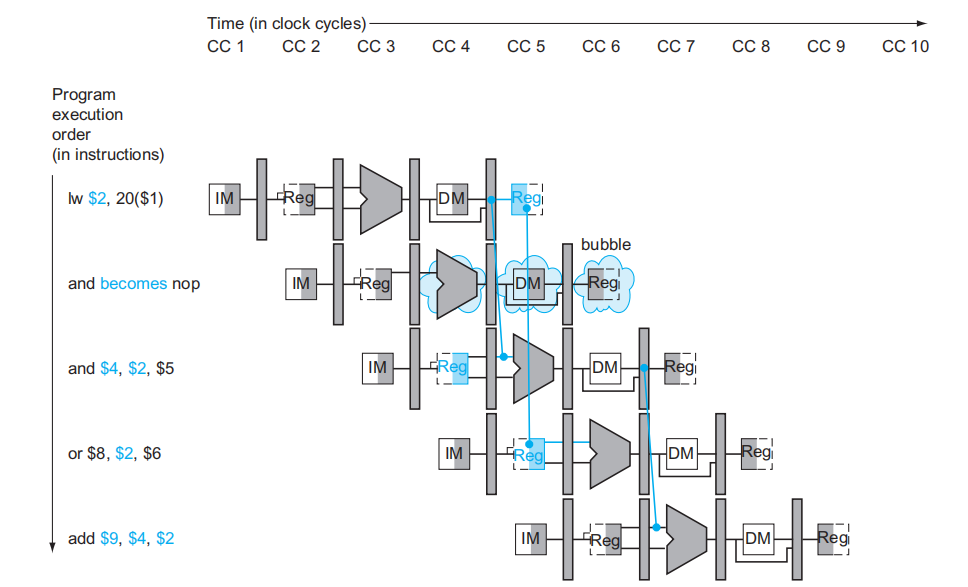 Time (in clock cycles)
CC 1 CC 2 CC 3 CC 4 CC 5 CC 6 CC 7 CC 8 CC 9 CC 10
Program
execution
order
(in instructions)
lw $2, 20($1) IM Reg DM Reg
bubble
and becomes nop IM Reg DM Reg
and $4, $2, $5 IM Reg DM Reg
or $8, $2, $6 IM Reg DM Reg
add $9, $4, $2 IM Reg DM Reg